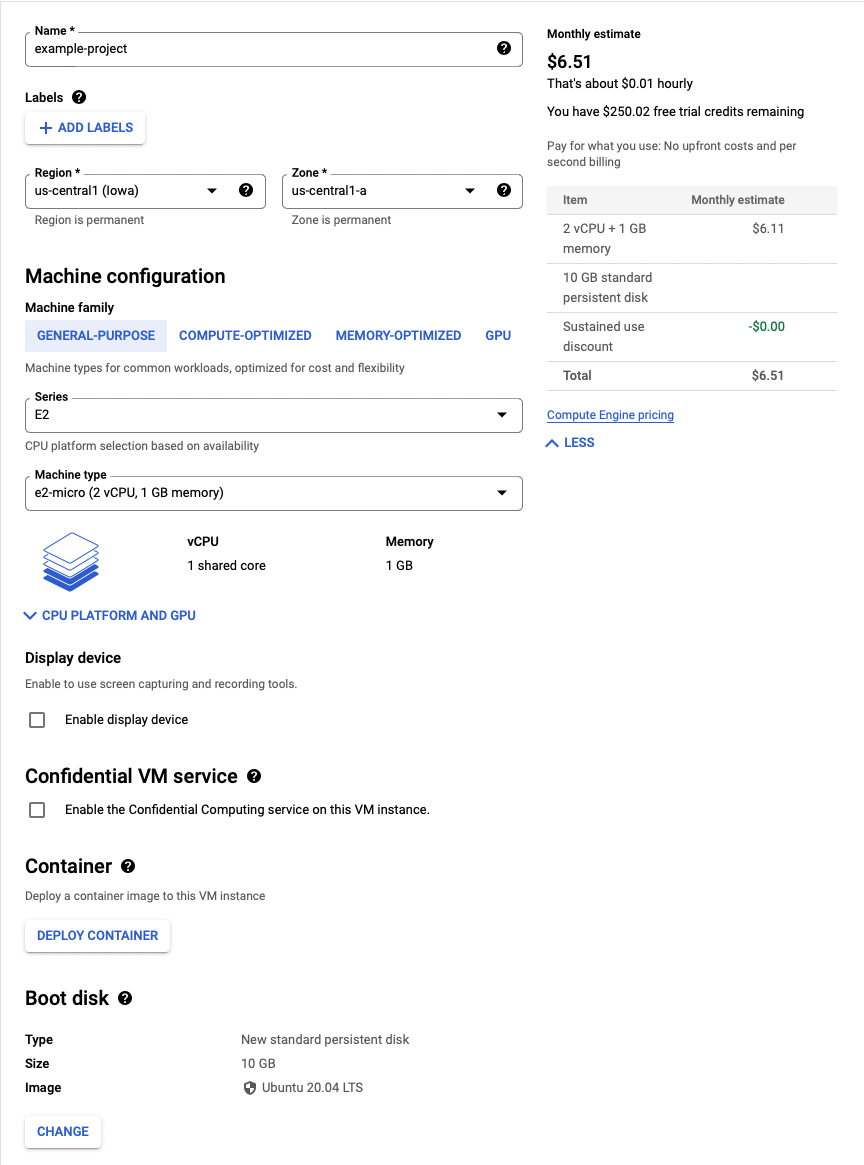 Name *
example-project
Labels
ADD LABELS
Region *
us-central1 (Iowa)
Region is permanent
Zone *
us-central1-a
Zone is permanent
Machine configuration
Machine family
GENERAL-PURPOSE COMPUTE-OPTIMIZED MEMORY-OPTIMIZED GPU
Machine types for common workloads, optimized for cost and flexibility
Series
E2
CPU platform selection based on availability
Machine type
e2-micro (2 vCPU, 1 GB memory)
vCPU Memory
1 shared core 1 GB
CPU PLATFORM AND GPU
Display device
Enable to use screen capturing and recording tools.
Enable display device
Confidential VM service
Enable the Confidential Computing service on this VM instance.
Container
Deploy a container image to this VM instance
DEPLOY CONTAINER
Boot disk
Type New standard persistent disk
Size 10 GB
Image Ubuntu 20.04 LTS
CHANGE
Monthly estimate
$6.51
That's about $0.01 hourly
You have $250.02 free trial credits remaining
Pay for what you use: No upfront costs and per
second billing
Item Monthly estimate
2 vCPU + 1 GB $6.11
memory
10 GB standard
persistent disk
Sustained use -$0.00
discount
Total $6.51
Compute Engine pricing
LESS